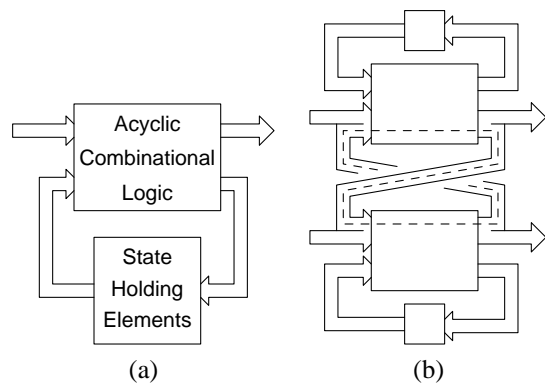 Acyclic
Combinational
Logic
State
Holding
Elements
(a)
(b)